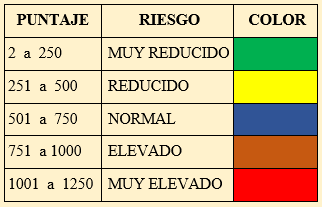 PUNTAJE RIESGO COLOR
2 a 250 MUY REDUCIDO
251 a 500 REDUCIDO
501 a 750 NORMAL
751 a 1000 ELEVADO
1001 a 1250 MUY ELEVADO